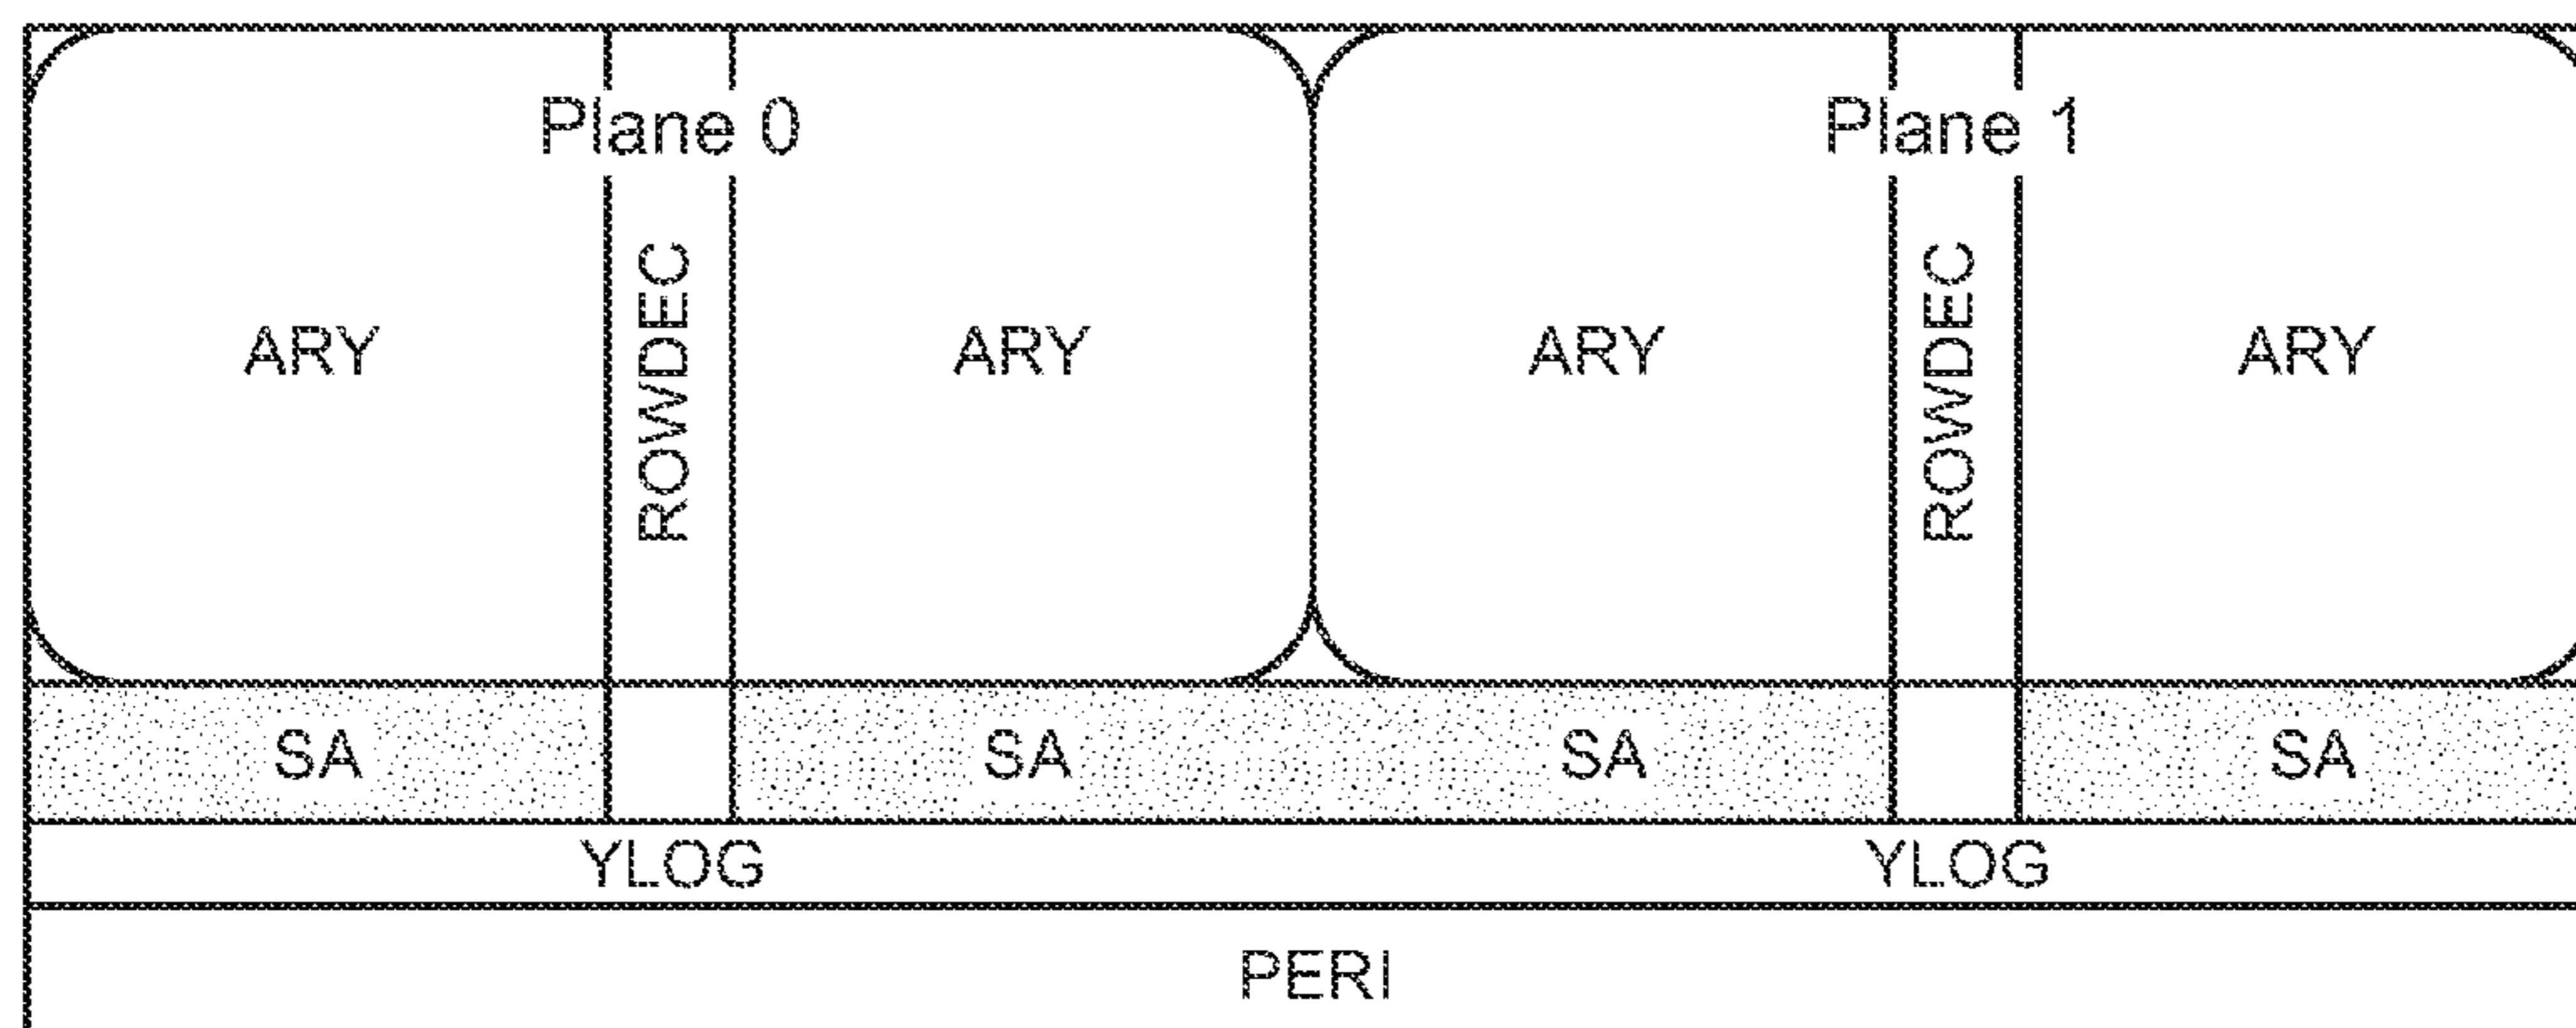 Plane 0 Plane 1
ARY ROWDEC ARY ARY ROWDEC ARY
SA SA SA SA
YLOG YLOG
PERI